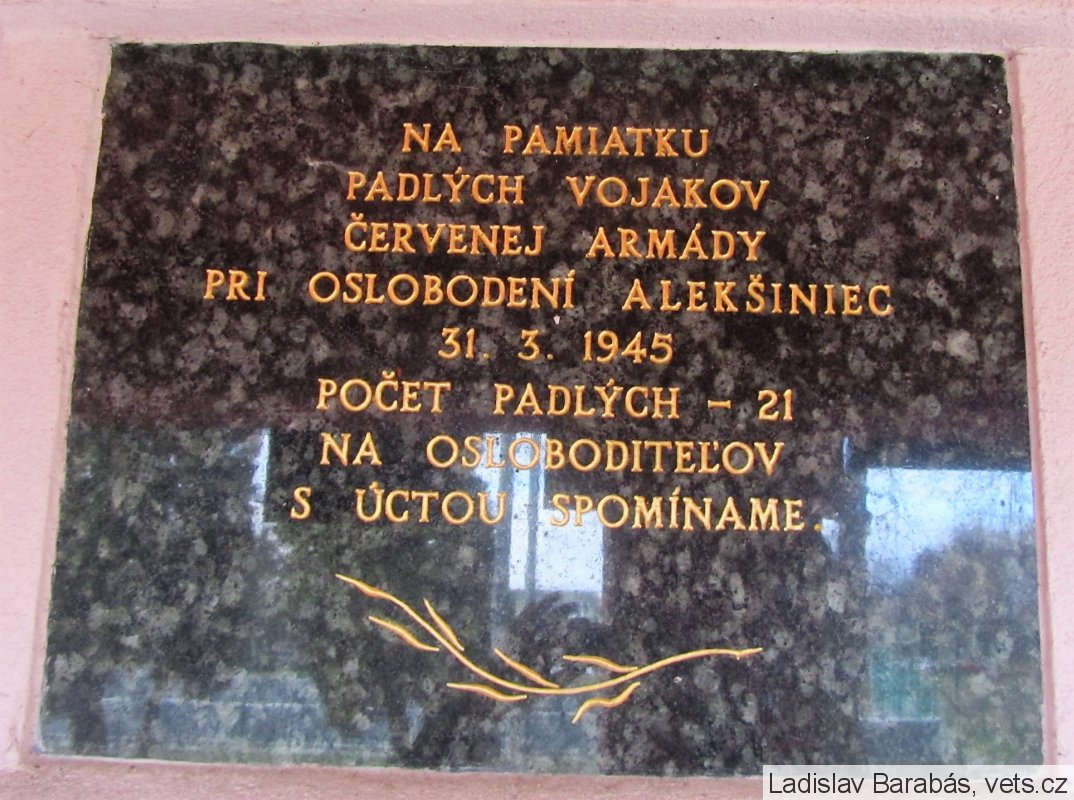 NA PAMIATKU
PADLÝCH VOJAKOV
ČERVENEJ ARMÁDY
PRI OSLOBODENÍ ALEKŠINIEC
31. 3. 1945
POČET PADLÝCH – 21
NA OSLOBODITEĽOV
S ÚCTOU SPOMÍNAME.
Ladislav Barabás, vets.cz